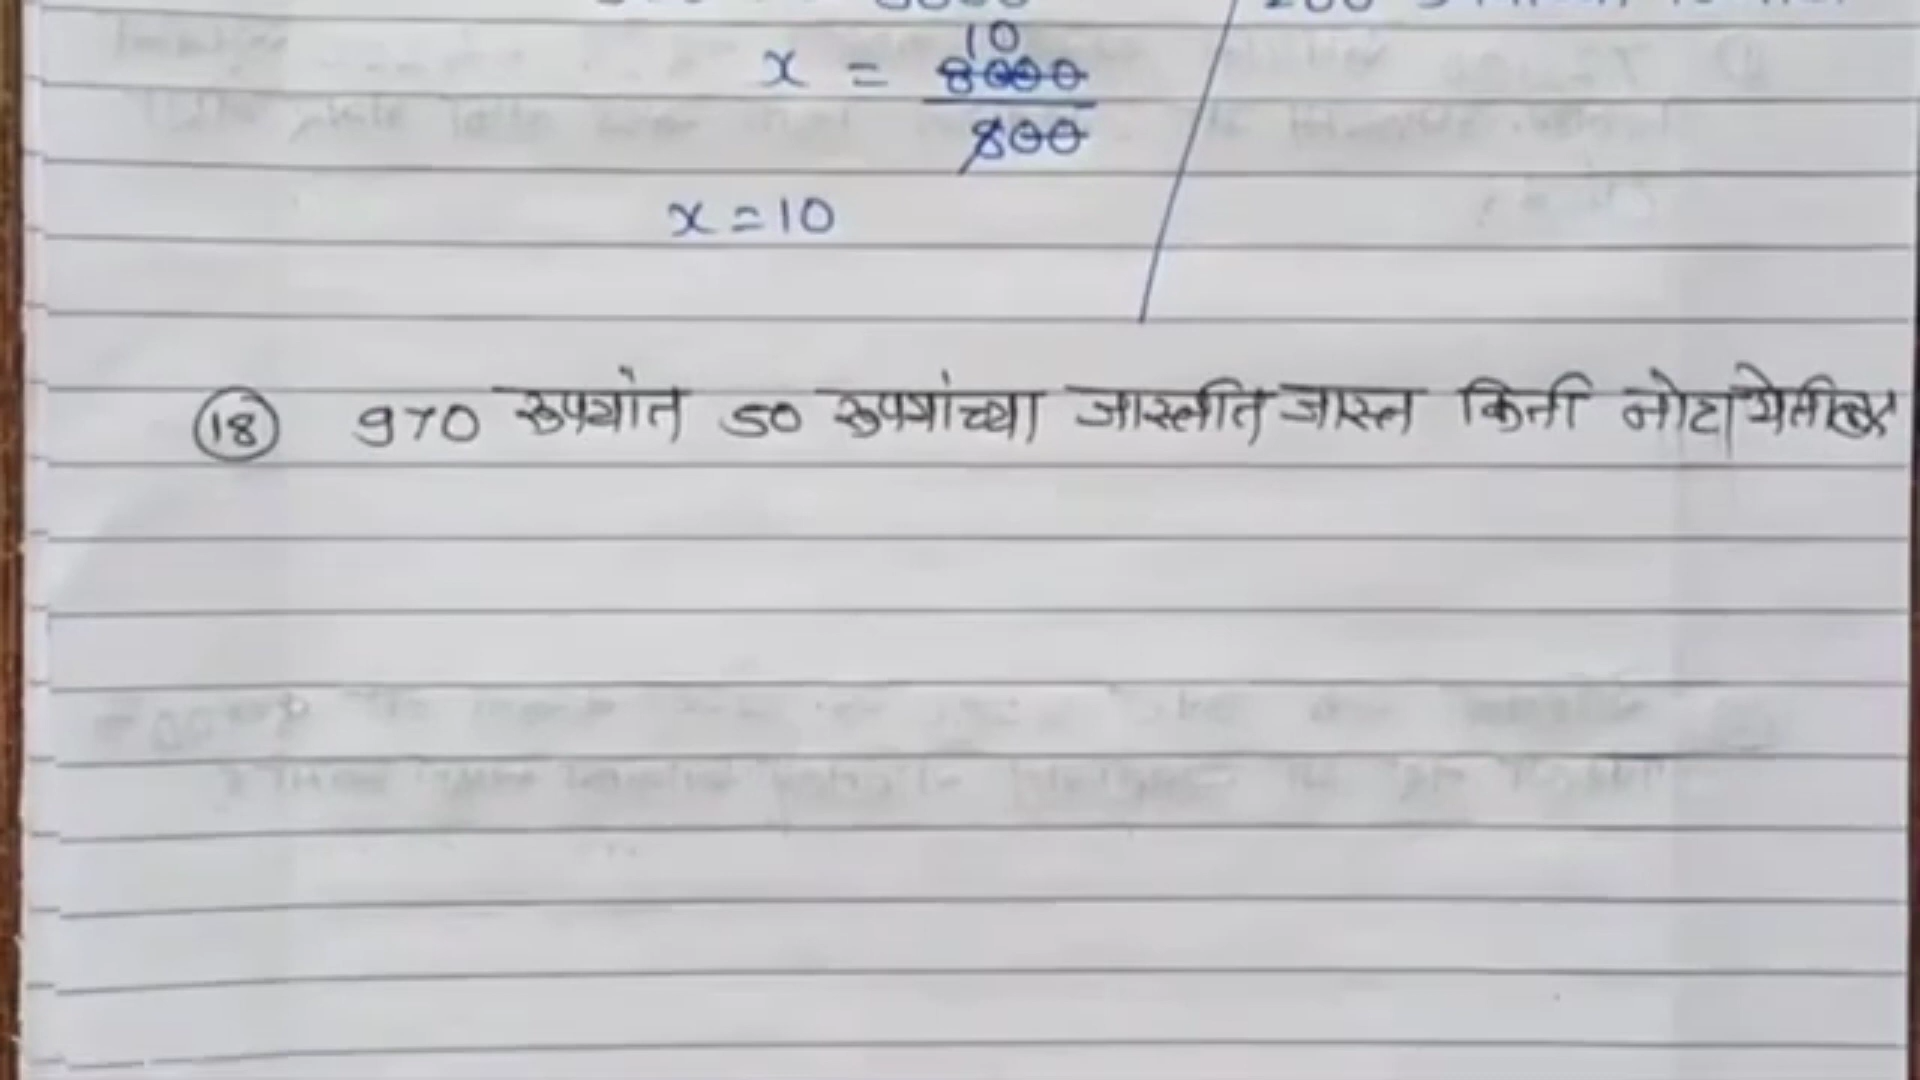 10
x = 8000
800
x = 10
(18) 970 रुपयांत 50 रुपयांच्या जास्तीत जास्त किती नोटा येतील